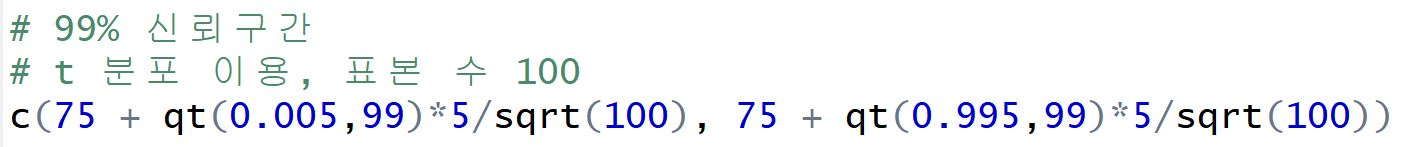 # 99% 신뢰구간
# t 분포 이용, 표본 수 100
c(75 + qt(0.005,99)*5/sqrt(100), 75 + qt(0.995,99)*5/sqrt(100))